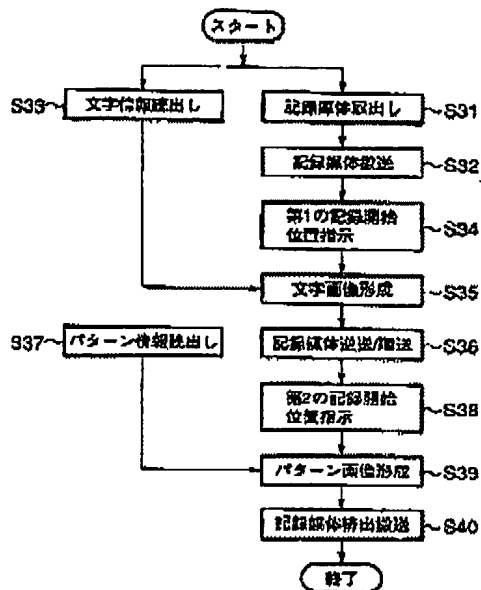 スタート
S33 文字情報読出し
記録媒体取出し S31
記録媒体搬送 S32
第1の記録開始
位置指示 S34
文字画像形成 S35
S37 パターン情報読出し
記録媒体逆送/搬送 S36
第2の記録開始
位置指示 S38
パターン画像形成 S39
記録媒体排出搬送 S40
終了